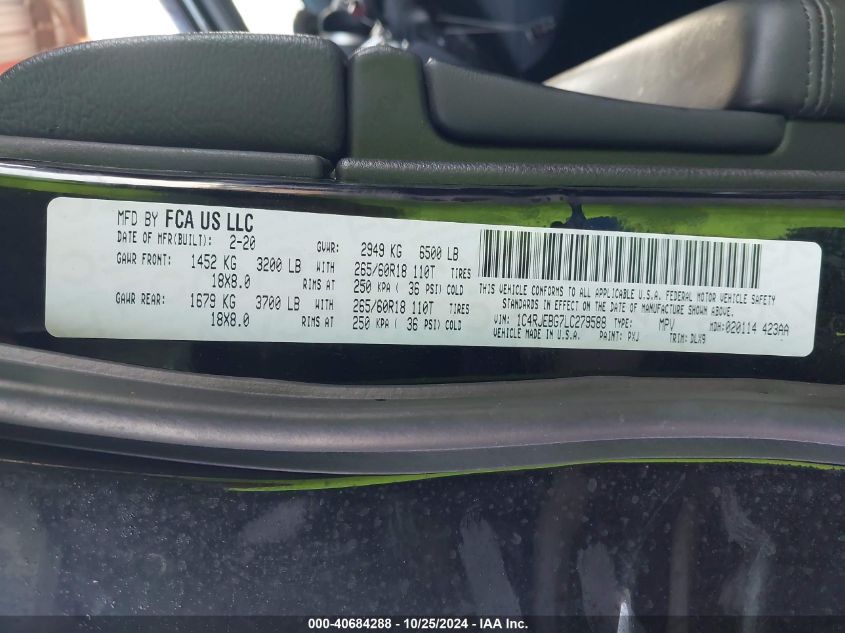 MFD BY FCA US LLC
DATE OF MFR(BUILT): 2-20 GVWR: 2949 KG 6500 LB
GAWR FRONT: 1452 KG 3200 LB WITH 265/60R18 110T TIRES
18X8.0 RIMS AT 250 KPA ( 36 PSI) COLD
GAWR REAR: 1679 KG 3700 LB WITH 265/60R18 110T TIRES
18X8.0 RIMS AT 250 KPA ( 36 PSI) COLD
THIS VEHICLE CONFORMS TO ALL APPLICABLE U.S.A. FEDERAL MOTOR VEHICLE SAFETY
STANDARDS IN EFFECT ON THE DATE OF MANUFACTURE SHOWN ABOVE.
VIN: 1C4RJEBG7LC279588 TYPE: MPV MDH:020114 423AA
VEHICLE MADE IN U.S.A. PAINT: PXJ TRIM: DLX9
000-40684288 - 10/25/2024 - IAA Inc.